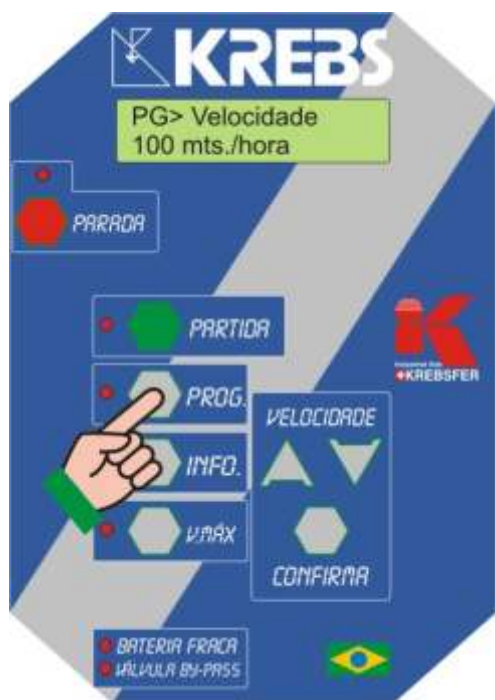 KREBS
PG> Velocidade
100 mts./hora
PARADA
PARTIDA
PROG.
INFO.
V.MÁX
VELOCIDADE
CONFIRMA
KREBSFER
BATERIA FRACA
VÁLVULA BY-PASS